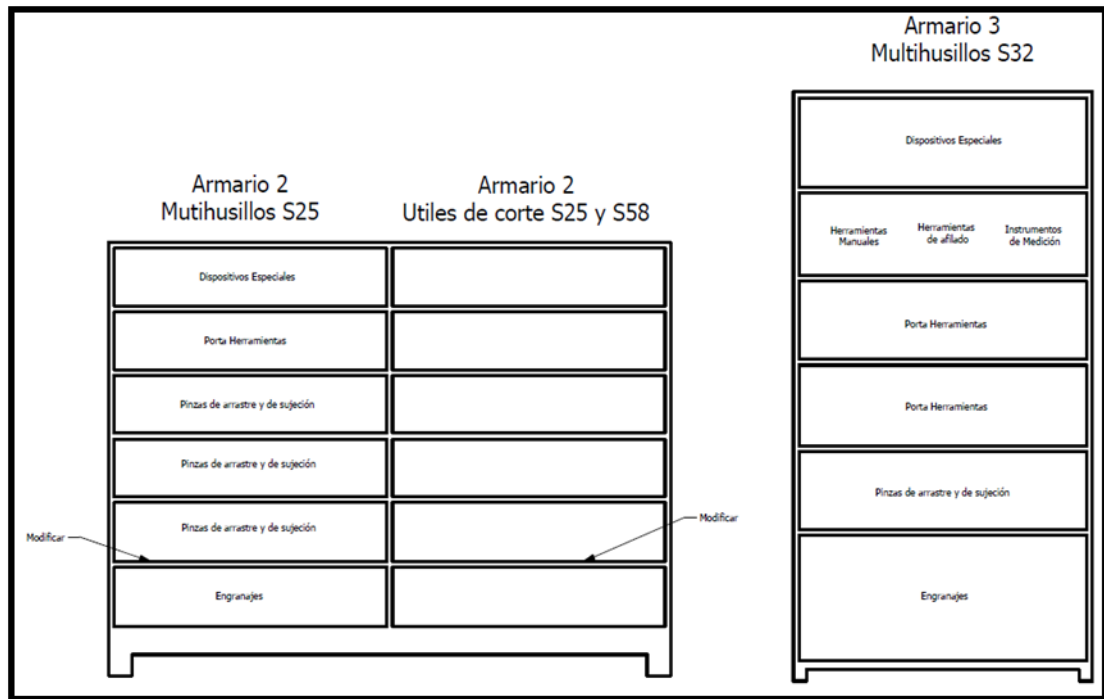 Armario 3
Multihusillos S32
Dispositivos Especiales
Herramientas
Manuales
Herramientas
de afilado
Instrumentos
de Medición
Porta Herramientas
Porta Herramientas
Pinzas de arrastre y de sujeción
Engranajes
Armario 2
Mutihusillos S25
Armario 2
Utiles de corte S25 y S58
Dispositivos Especiales
Porta Herramientas
Pinzas de arrastre y de sujeción
Pinzas de arrastre y de sujeción
Pinzas de arrastre y de sujeción
Modificar
Modificar
Engranajes